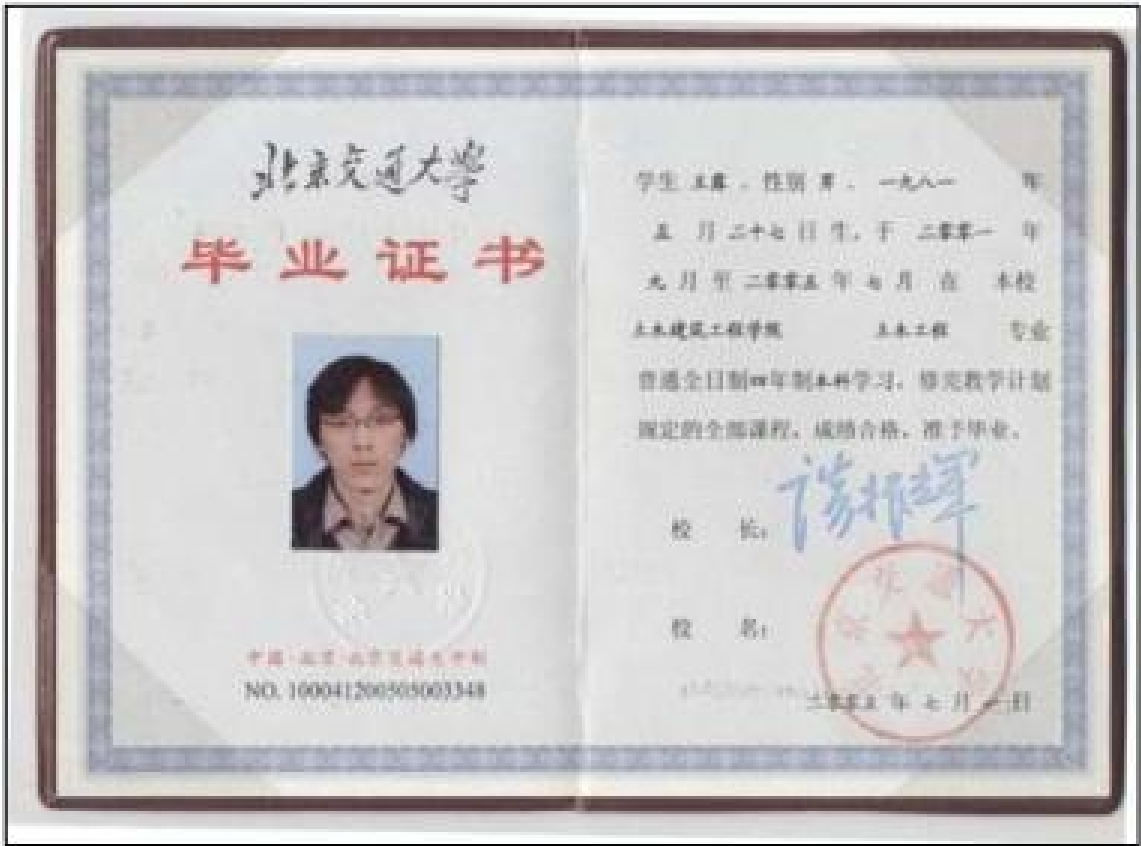 北京交通大学
毕业证书
中国·北京·北京交通大学制
NO. 100041200505003348
学生 王露 ，性别 男 ， 一九八一 年
五 月 二十七 日 生，于 二零零一 年
九 月 至 二零零五 年 七 月 在 本校
土木建筑工程学院 土木工程 专业
普通全日制四年制本科学习，修完教学计划
规定的全部课程，成绩合格，准予毕业。
校 长：
校 名：
二零零五 年 七 月 一 日